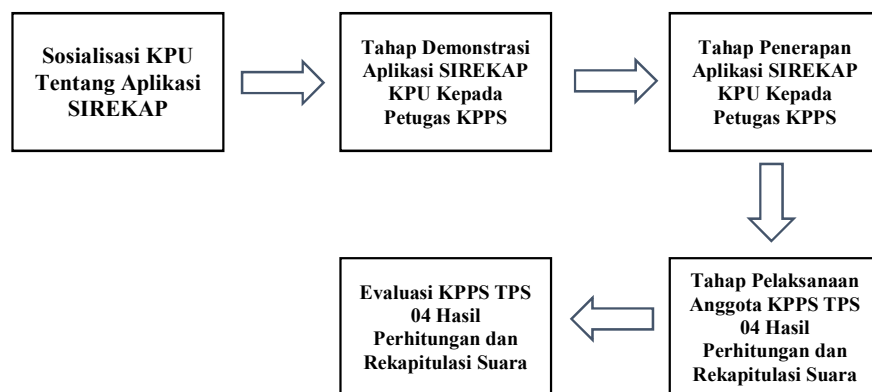 Sosialisasi KPU
Tentang Aplikasi
SIREKAP
Tahap Demonstrasi
Aplikasi SIREKAP
KPU Kepada
Petugas KPPS
Tahap Penerapan
Aplikasi SIREKAP
KPU Kepada
Petugas KPPS
Tahap Pelaksanaan
Anggota KPPS TPS
04 Hasil
Perhitungan dan
Rekapitulasi Suara
Evaluasi KPPS TPS
04 Hasil
Perhitungan dan
Rekapitulasi Suara